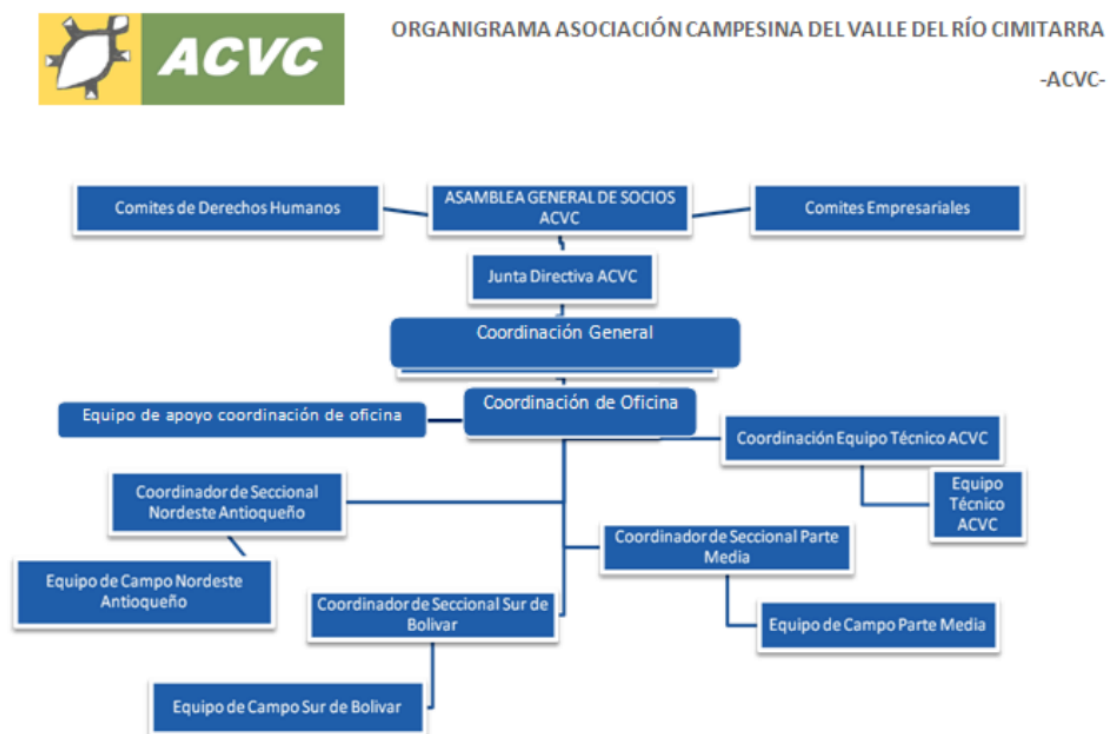 ACVC
ORGANIGRAMA ASOCIACIÓN CAMPESINA DEL VALLE DEL RÍO CIMITARRA
-ACVC-
Comites de Derechos Humanos
ASAMBLEA GENERAL DE SOCIOS
ACVC
Comites Empresariales
Junta Directiva ACVC
Coordinación General
Coordinación de Oficina
Equipo de apoyo coordinación de oficina
Coordinación Equipo Técnico ACVC
Equipo
Técnico
ACVC
Coordinador de Seccional
Nordeste Antioqueño
Coordinador de Seccional Parte
Media
Equipo de Campo Nordeste
Antioqueño
Coordinador de Seccional Sur de
Bolivar
Equipo de Campo Parte Media
Equipo de Campo Sur de Bolivar